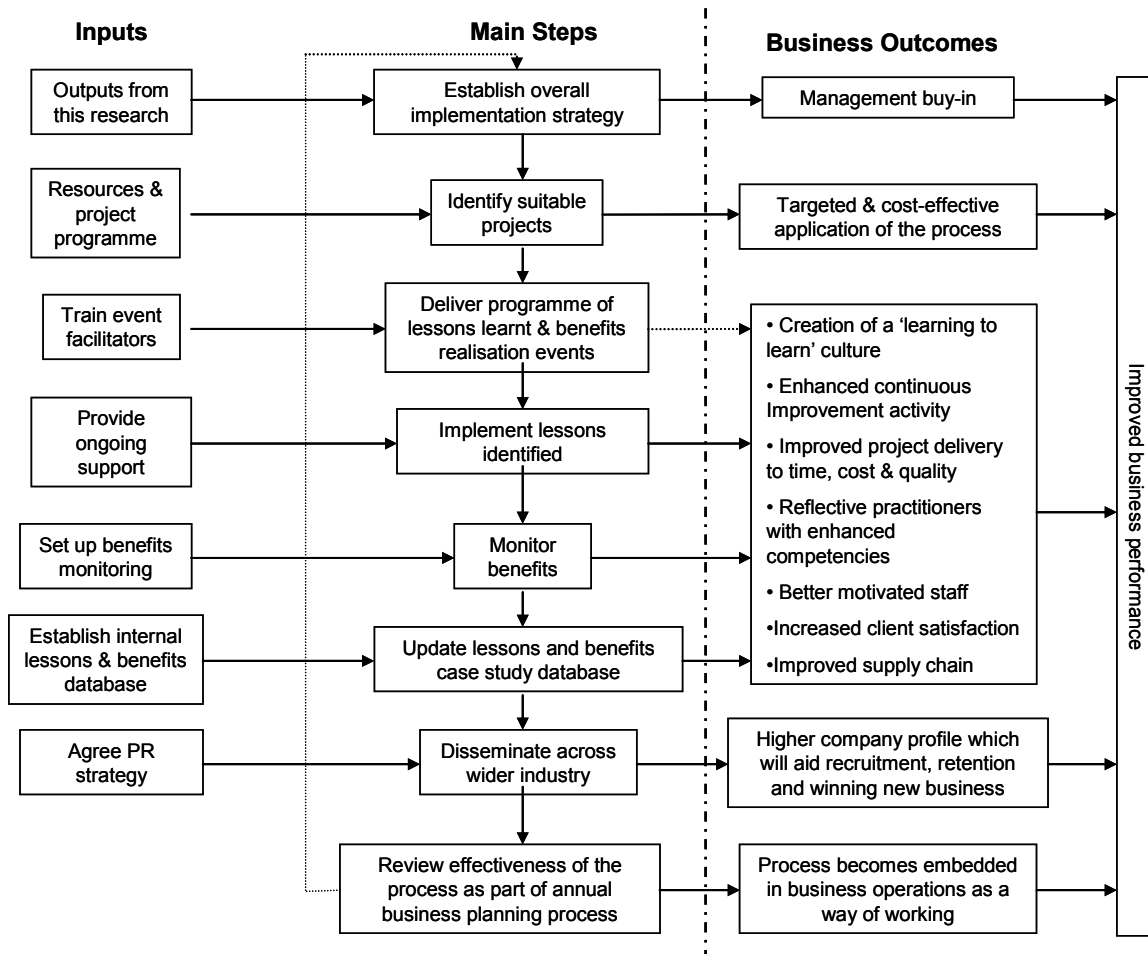 Inputs
Main Steps
Business Outcomes
Outputs from
this research
Establish overall
implementation strategy
Management buy-in
Resources &
project
programme
Identify suitable
projects
Targeted & cost-effective
application of the process
Train event
facilitators
Deliver programme of
lessons learnt & benefits
realisation events
• Creation of a ‘learning to
learn’ culture
• Enhanced continuous
Improvement activity
• Improved project delivery
to time, cost & quality
• Reflective practitioners
with enhanced
competencies
• Better motivated staff
•Increased client satisfaction
•Improved supply chain
Provide
ongoing
support
Implement lessons
identified
Set up benefits
monitoring
Monitor
benefits
Establish internal
lessons & benefits
database
Update lessons and benefits
case study database
Agree PR
strategy
Disseminate across
wider industry
Higher company profile which
will aid recruitment, retention
and winning new business
Review effectiveness of the
process as part of annual
business planning process
Process becomes embedded
in business operations as a
way of working
Improved business performance